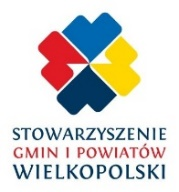 STOWARZYSZENIE
GMIN I POWIATÓW
WIELKOPOLSKI